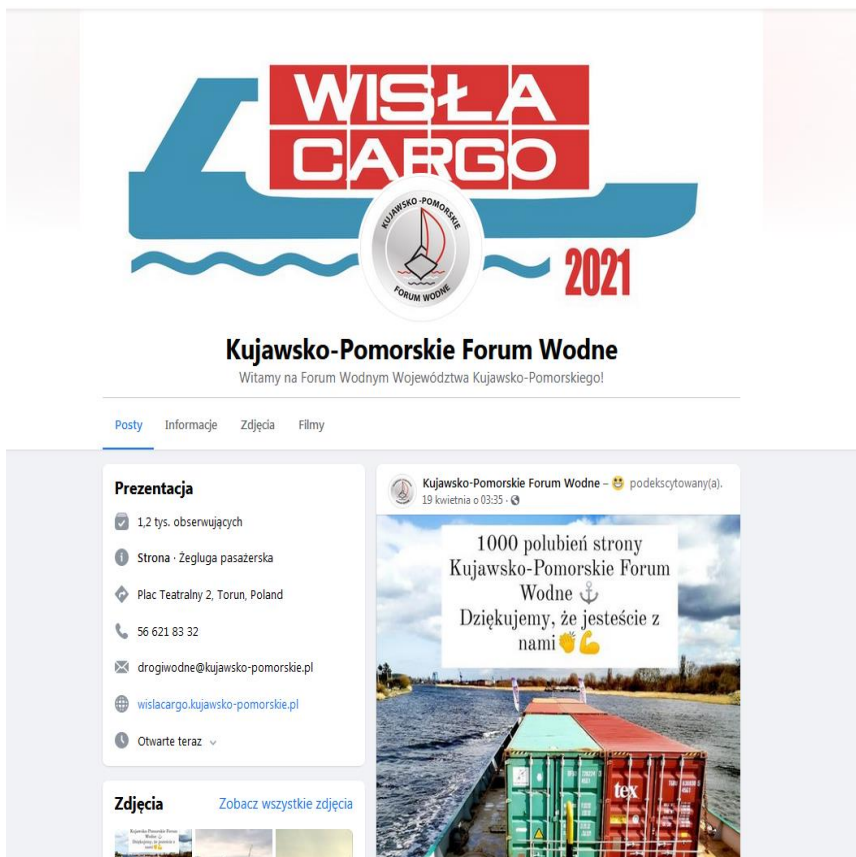 WISŁA
CARGO
KUJAWSKO-POMORSKIE
FORUM WODNE
2021
Kujawsko-Pomorskie Forum Wodne
Witamy na Forum Wodnym Województwa Kujawsko-Pomorskiego!
Posty Informacje Zdjęcia Filmy
Prezentacja
1,2 tys. obserwujących
Strona · Żegluga pasażerska
Plac Teatralny 2, Torun, Poland
56 621 83 32
drogiwodne@kujawsko-pomorskie.pl
wislacargo.kujawsko-pomorskie.pl
Otwarte teraz
Zdjęcia Zobacz wszystkie zdjęcia
Kujawsko-Pomorskie Forum Wodne – 😃 podekscytowany(a).
19 kwietnia o 03:35 ·
1000 polubień strony
Kujawsko-Pomorskie Forum
Wodne ⚓
Dziękujemy, że jesteście z
nami👏💪
tex